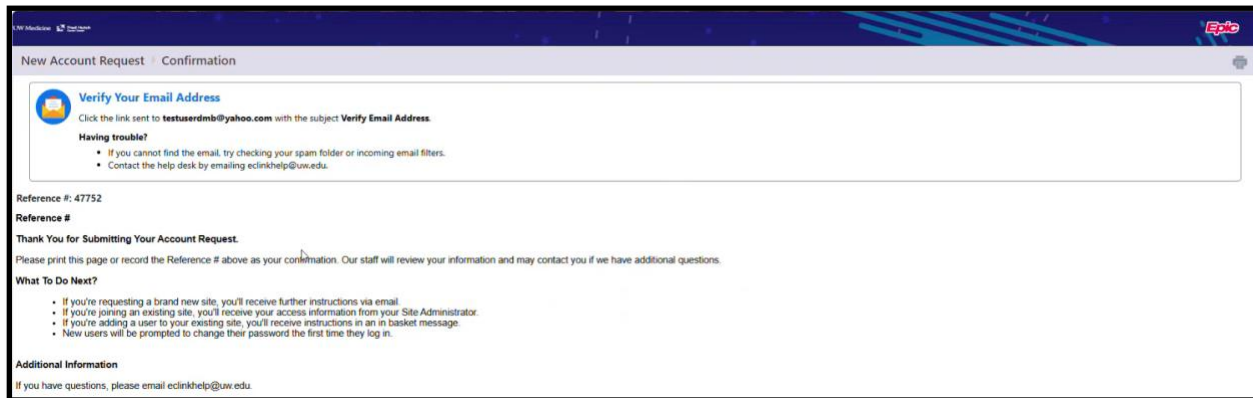 UW Medicine
Epic
New Account Request Confirmation
Verify Your Email Address
Click the link sent to testuserdmb@yahoo.com with the subject Verify Email Address.
Having trouble?
• If you cannot find the email, try checking your spam folder or incoming email filters.
• Contact the help desk by emailing eclinkhelp@uw.edu.
Reference #: 47752
Reference #
Thank You for Submitting Your Account Request.
Please print this page or record the Reference # above as your confirmation. Our staff will review your information and may contact you if we have additional questions.
What To Do Next?
• If you're requesting a brand new site, you'll receive further instructions via email.
• If you're joining an existing site, you'll receive your access information from your Site Administrator.
• If you're adding a user to your existing site, you'll receive instructions in an in basket message.
• New users will be prompted to change their password the first time they log in.
Additional Information
If you have questions, please email eclinkhelp@uw.edu.